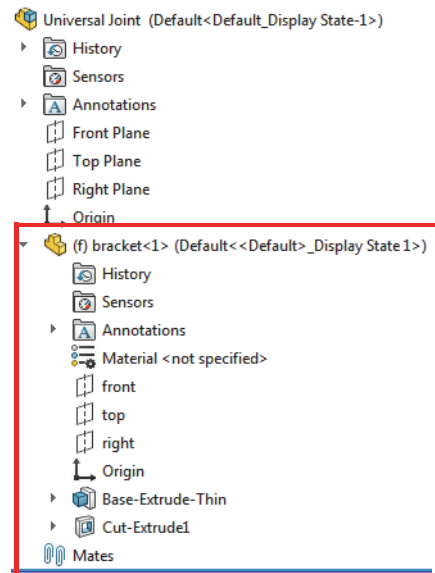 Universal Joint (Default<Default_Display State-1>)
History
Sensors
Annotations
Front Plane
Top Plane
Right Plane
Origin
(f) bracket<1> (Default<<Default>_Display State 1>)
History
Sensors
Annotations
Material <not specified>
front
top
right
Origin
Base-Extrude-Thin
Cut-Extrude1
Mates